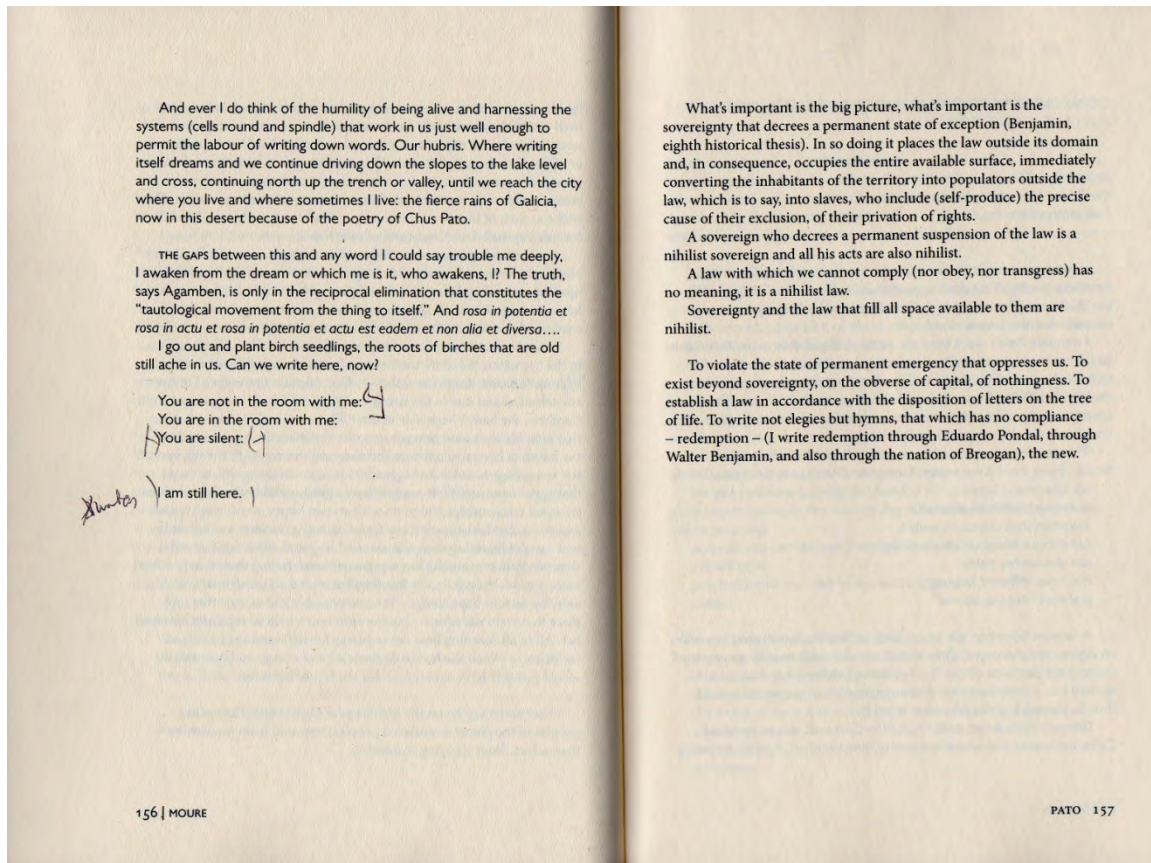 And ever I do think of the humility of being alive and harnessing the
systems (cells round and spindle) that work in us just well enough to
permit the labour of writing down words. Our hubris. Where writing
itself dreams and we continue driving down the slopes to the lake level
and cross, continuing north up the trench or valley, until we reach the city
where you live and where sometimes I live: the fierce rains of Galicia,
now in this desert because of the poetry of Chus Pato.
THE GAPS between this and any word I could say trouble me deeply,
I awaken from the dream or which me is it, who awakens, I? The truth,
says Agamben, is only in the reciprocal elimination that constitutes the
“tautological movement from the thing to itself.” And rosa in potentia et
rosa in actu et rosa in potentia et actu est eadem et non alia et diversa….
I go out and plant birch seedlings, the roots of birches that are old
still ache in us. Can we write here, now?
You are not in the room with me:
You are in the room with me:
You are silent:
I am still here.
156 | MOURE
What’s important is the big picture, what’s important is the
sovereignty that decrees a permanent state of exception (Benjamin,
eighth historical thesis). In so doing it places the law outside its domain
and, in consequence, occupies the entire available surface, immediately
converting the inhabitants of the territory into populators outside the
law, which is to say, into slaves, who include (self-produce) the precise
cause of their exclusion, of their privation of rights.
A sovereign who decrees a permanent suspension of the law is a
nihilist sovereign and all his acts are also nihilist.
A law with which we cannot comply (nor obey, nor transgress) has
no meaning, it is a nihilist law.
Sovereignty and the law that fill all space available to them are
nihilist.
To violate the state of permanent emergency that oppresses us. To
exist beyond sovereignty, on the obverse of capital, of nothingness. To
establish a law in accordance with the disposition of letters on the tree
of life. To write not elegies but hymns, that which has no compliance
– redemption – (I write redemption through Eduardo Pondal, through
Walter Benjamin, and also through the nation of Breogan), the new.
PATO 157